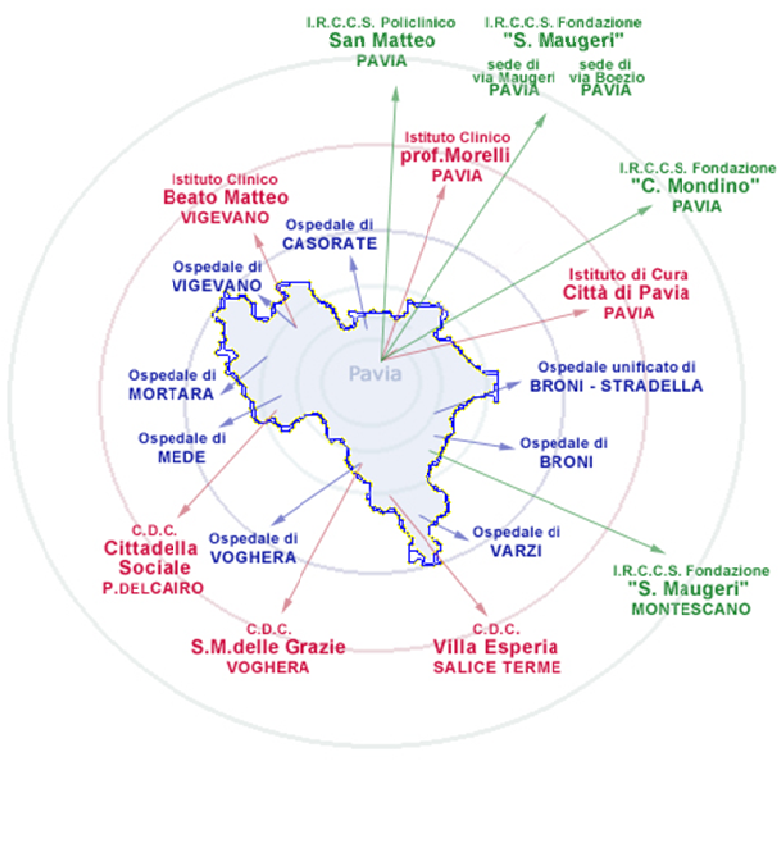 I.R.C.C.S. Policlinico
San Matteo
PAVIA
I.R.C.C.S. Fondazione
"S. Maugeri"
sede di
via Maugeri
PAVIA
sede di
via Boezio
PAVIA
Istituto Clinico
prof.Morelli
PAVIA
I.R.C.C.S. Fondazione
"C. Mondino"
PAVIA
Istituto Clinico
Beato Matteo
VIGEVANO
Ospedale di
CASORATE
Ospedale di
VIGEVANO
Istituto di Cura
Città di Pavia
PAVIA
Pavia
Ospedale di
MORTARA
Ospedale unificato di
BRONI - STRADELLA
Ospedale di
MEDE
Ospedale di
BRONI
C.D.C.
Cittadella
Sociale
P.DELCAIRO
Ospedale di
VOGHERA
Ospedale di
VARZI
I.R.C.C.S. Fondazione
"S. Maugeri"
MONTESCANO
C.D.C.
S.M.delle Grazie
VOGHERA
C.D.C.
Villa Esperia
SALICE TERME